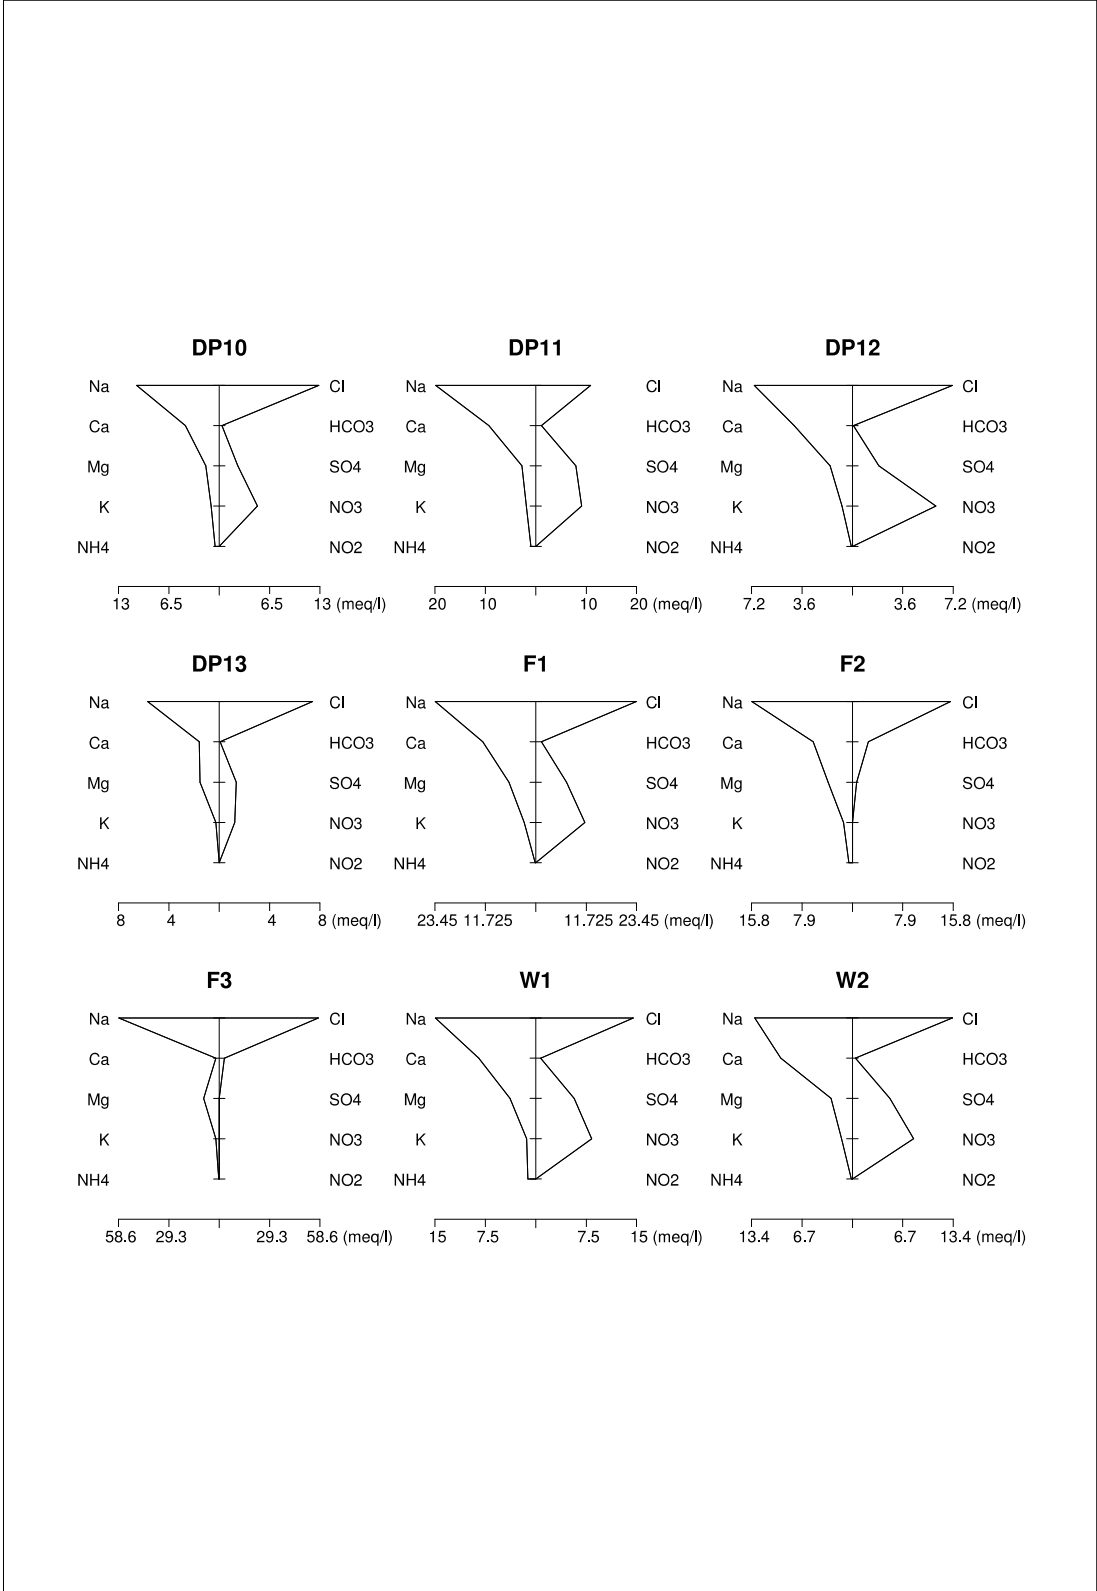 DP10 DP11 DP12
Na Cl Na Cl Na Cl
Ca HCO3 Ca HCO3 Ca HCO3
Mg SO4 Mg SO4 Mg SO4
K NO3 K NO3 K NO3
NH4 NO2 NH4 NO2 NH4 NO2
13 6.5 6.5 13 (meq/l) 20 10 10 20 (meq/l) 7.2 3.6 3.6 7.2 (meq/l)
DP13 F1 F2
Na Cl Na Cl Na Cl
Ca HCO3 Ca HCO3 Ca HCO3
Mg SO4 Mg SO4 Mg SO4
K NO3 K NO3 K NO3
NH4 NO2 NH4 NO2 NH4 NO2
8 4 4 8 (meq/l) 23.45 11.725 11.725 23.45 (meq/l) 15.8 7.9 7.9 15.8 (meq/l)
F3 W1 W2
Na Cl Na Cl Na Cl
Ca HCO3 Ca HCO3 Ca HCO3
Mg SO4 Mg SO4 Mg SO4
K NO3 K NO3 K NO3
NH4 NO2 NH4 NO2 NH4 NO2
58.6 29.3 29.3 58.6 (meq/l) 15 7.5 7.5 15 (meq/l) 13.4 6.7 6.7 13.4 (meq/l)